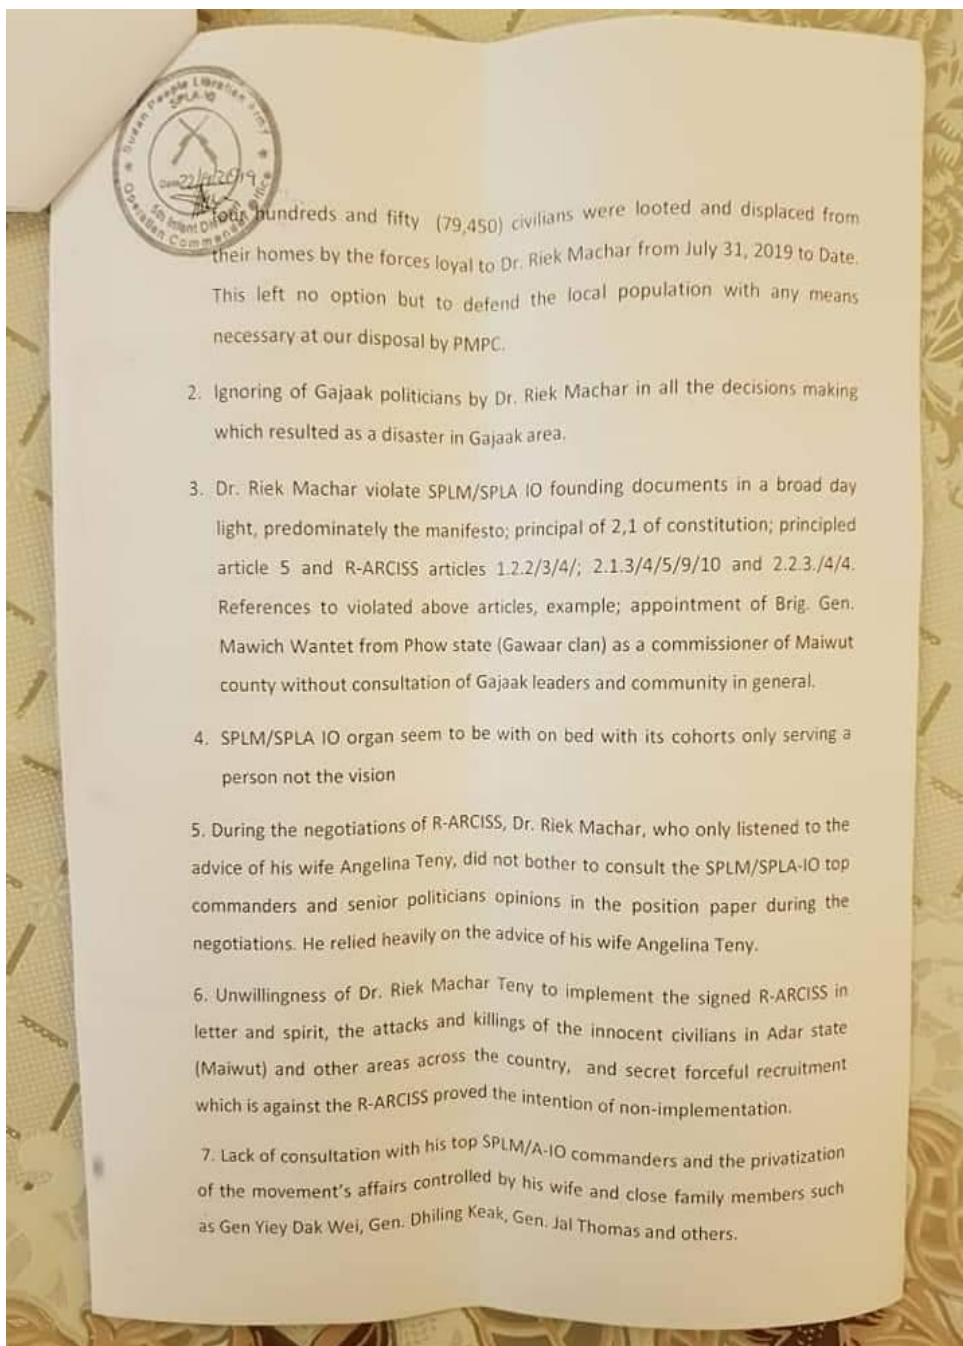 Sudan People Libration Army
SPLA-IO
Date 22/9/2019
5th Infant Division
Operation Commander Office
four hundreds and fifty (79,450) civilians were looted and displaced from
their homes by the forces loyal to Dr. Riek Machar from July 31, 2019 to Date.
This left no option but to defend the local population with any means
necessary at our disposal by PMPC.
2. Ignoring of Gajaak politicians by Dr. Riek Machar in all the decisions making
which resulted as a disaster in Gajaak area.
3. Dr. Riek Machar violate SPLM/SPLA IO founding documents in a broad day
light, predominately the manifesto; principal of 2,1 of constitution; principled
article 5 and R-ARCISS articles 1.2.2/3/4/; 2.1.3/4/5/9/10 and 2.2.3./4/4.
References to violated above articles, example; appointment of Brig. Gen.
Mawich Wantet from Phow state (Gawaar clan) as a commissioner of Maiwut
county without consultation of Gajaak leaders and community in general.
4. SPLM/SPLA IO organ seem to be with on bed with its cohorts only serving a
person not the vision
5. During the negotiations of R-ARCISS, Dr. Riek Machar, who only listened to the
advice of his wife Angelina Teny, did not bother to consult the SPLM/SPLA-IO top
commanders and senior politicians opinions in the position paper during the
negotiations. He relied heavily on the advice of his wife Angelina Teny.
6. Unwillingness of Dr. Riek Machar Teny to implement the signed R-ARCISS in
letter and spirit, the attacks and killings of the innocent civilians in Adar state
(Maiwut) and other areas across the country, and secret forceful recruitment
which is against the R-ARCISS proved the intention of non-implementation.
7. Lack of consultation with his top SPLM/A-IO commanders and the privatization
of the movement's affairs controlled by his wife and close family members such
as Gen Yiey Dak Wei, Gen. Dhiling Keak, Gen. Jal Thomas and others.